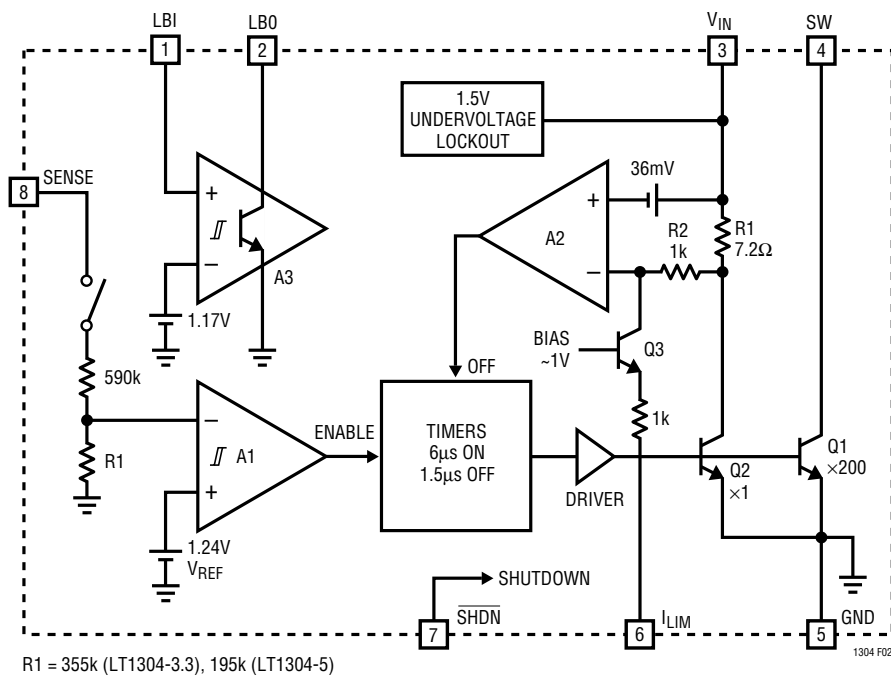 LBI
LB0
VIN
SW
1
2
3
4
1.5V
UNDERVOLTAGE
LOCKOUT
36mV
8
SENSE
+
+
R2
1k
R1
7.2Ω
A2
−
−
A3
1.17V
BIAS
~1V
Q3
OFF
590k
1k
−
ENABLE
TIMERS
6µs ON
1.5µs OFF
A1
R1
+
DRIVER
Q2
×1
Q1
×200
1.24V
VREF
SHUTDOWN
7
SHDN
6
ILIM
5
GND
1304 F02
R1 = 355k (LT1304-3.3), 195k (LT1304-5)